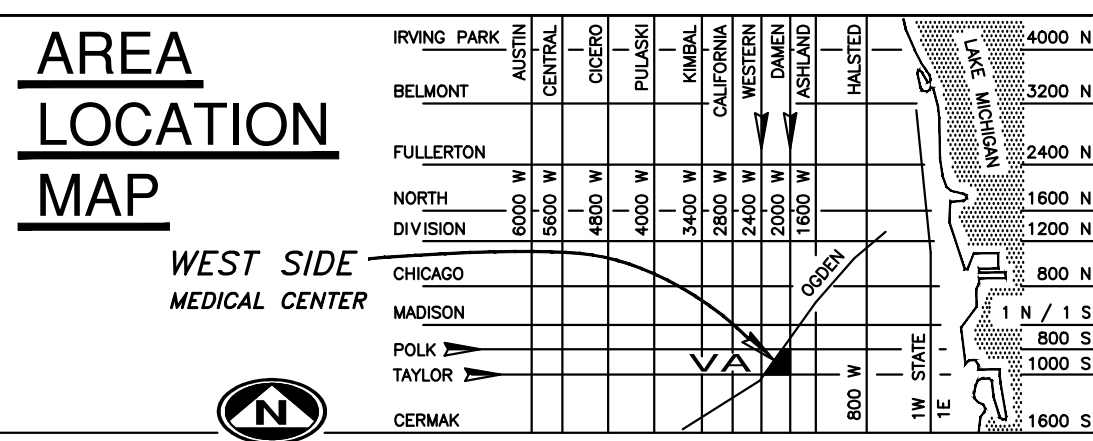 AREA
LOCATION
MAP
WEST SIDE
MEDICAL CENTER
N
IRVING PARK
BELMONT
FULLERTON
NORTH
DIVISION
CHICAGO
MADISON
POLK
TAYLOR
CERMAK
AUSTIN
CENTRAL
CICERO
PULASKI
KIMBAL
CALIFORNIA
WESTERN
DAMEN
ASHLAND
HALSTED
6000 W
5600 W
4800 W
4000 W
3400 W
2800 W
2400 W
2000 W
1600 W
800 W
OGDEN
VA
1W STATE
1E
LAKE MICHIGAN
4000 N
3200 N
2400 N
1600 N
1200 N
800 N
1 N / 1 S
800 S
1000 S
1600 S